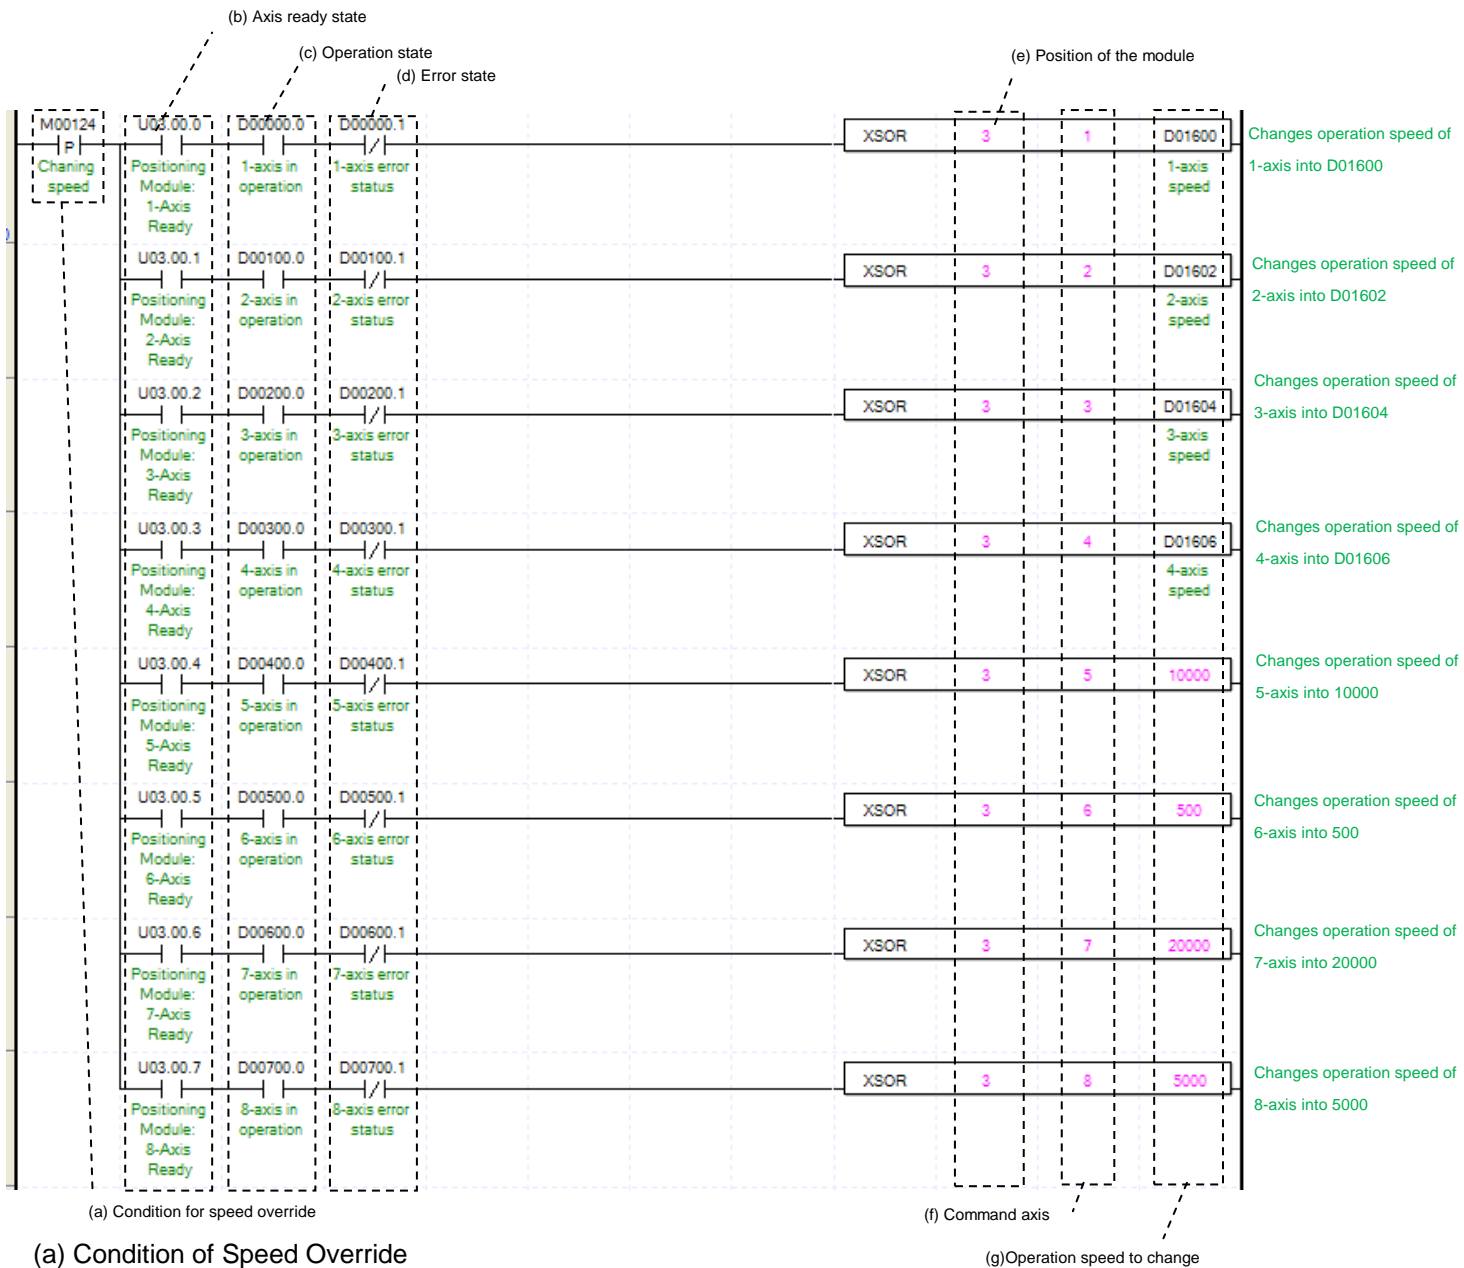 (b) Axis ready state
(c) Operation state
(d) Error state
(e) Position of the module
M00124
P
Chaning
speed
U03.00.0 D00000.0 D00000.1
Positioning
Module:
1-Axis
Ready
1-axis in
operation
1-axis error
status
XSOR 3 1 D01600
1-axis
speed
Changes operation speed of
1-axis into D01600
U03.00.1 D00100.0 D00100.1
Positioning
Module:
2-Axis
Ready
2-axis in
operation
2-axis error
status
XSOR 3 2 D01602
2-axis
speed
Changes operation speed of
2-axis into D01602
U03.00.2 D00200.0 D00200.1
Positioning
Module:
3-Axis
Ready
3-axis in
operation
3-axis error
status
XSOR 3 3 D01604
3-axis
speed
Changes operation speed of
3-axis into D01604
U03.00.3 D00300.0 D00300.1
Positioning
Module:
4-Axis
Ready
4-axis in
operation
4-axis error
status
XSOR 3 4 D01606
4-axis
speed
Changes operation speed of
4-axis into D01606
U03.00.4 D00400.0 D00400.1
Positioning
Module:
5-Axis
Ready
5-axis in
operation
5-axis error
status
XSOR 3 5 10000
Changes operation speed of
5-axis into 10000
U03.00.5 D00500.0 D00500.1
Positioning
Module:
6-Axis
Ready
6-axis in
operation
6-axis error
status
XSOR 3 6 500
Changes operation speed of
6-axis into 500
U03.00.6 D00600.0 D00600.1
Positioning
Module:
7-Axis
Ready
7-axis in
operation
7-axis error
status
XSOR 3 7 20000
Changes operation speed of
7-axis into 20000
U03.00.7 D00700.0 D00700.1
Positioning
Module:
8-Axis
Ready
8-axis in
operation
8-axis error
status
XSOR 3 8 5000
Changes operation speed of
8-axis into 5000
(a) Condition for speed override
(f) Command axis
(g)Operation speed to change
(a) Condition of Speed Override